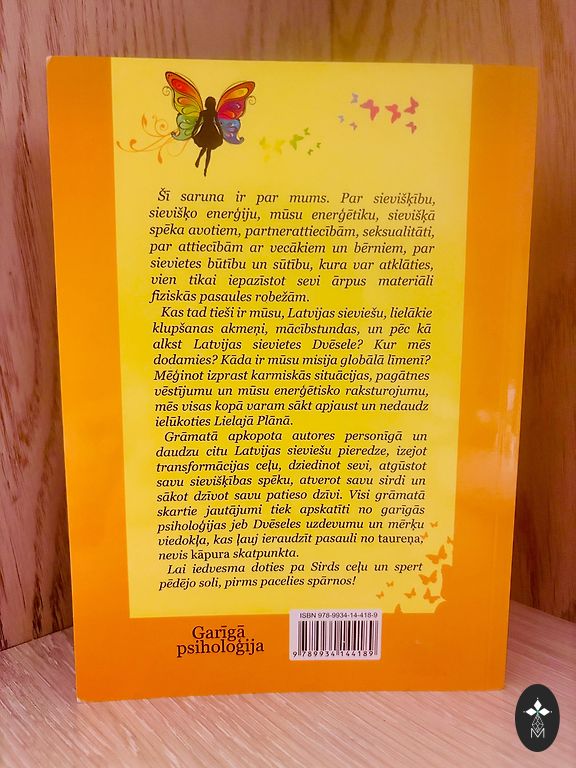 Šī saruna ir par mums. Par sievišķību,
sievišķo enerģiju, mūsu enerģētiku, sievišķā
spēka avotiem, partnerattiecībām, seksualitāti,
par attiecībām ar vecākiem un bērniem, par
sievietes būtību un sūtību, kura var atklāties,
vien tikai iepazīstot sevi ārpus materiāli
fiziskās pasaules robežām.
Kas tad tieši ir mūsu, Latvijas sieviešu, lielākie
klupšanas akmeņi, mācībstundas, un pēc kā
alkst Latvijas sievietes Dvēsele? Kur mēs
dodamies? Kāda ir mūsu misija globālā līmenī?
Mēģinot izprast karmiskās situācijas, pagātnes
vēstījumu un mūsu enerģētisko raksturojumu,
mēs visas kopā varam sākt apjaust un nedaudz
ielūkoties Lielajā Plānā.
Grāmatā apkopota autores personīgā un
daudzu citu Latvijas sieviešu pieredze, izejot
transformācijas ceļu, dziedinot sevi, atgūstot
savu sievišķības spēku, atverot savu sirdi un
sākot dzīvot savu patieso dzīvi. Visi grāmatā
skartie jautājumi tiek apskatīti no garīgās
psiholoģijas jeb Dvēseles uzdevumu un mērķu
viedokļa, kas ļauj ieraudzīt pasauli no taureņa,
nevis kāpura skatpunkta.
Lai iedvesma doties pa Sirds ceļu un spert
pēdējo soli, pirms pacelies spārnos!
ISBN 978-9934-14-418-9
9 789934 144189
Garīgā
psiholoģija
M